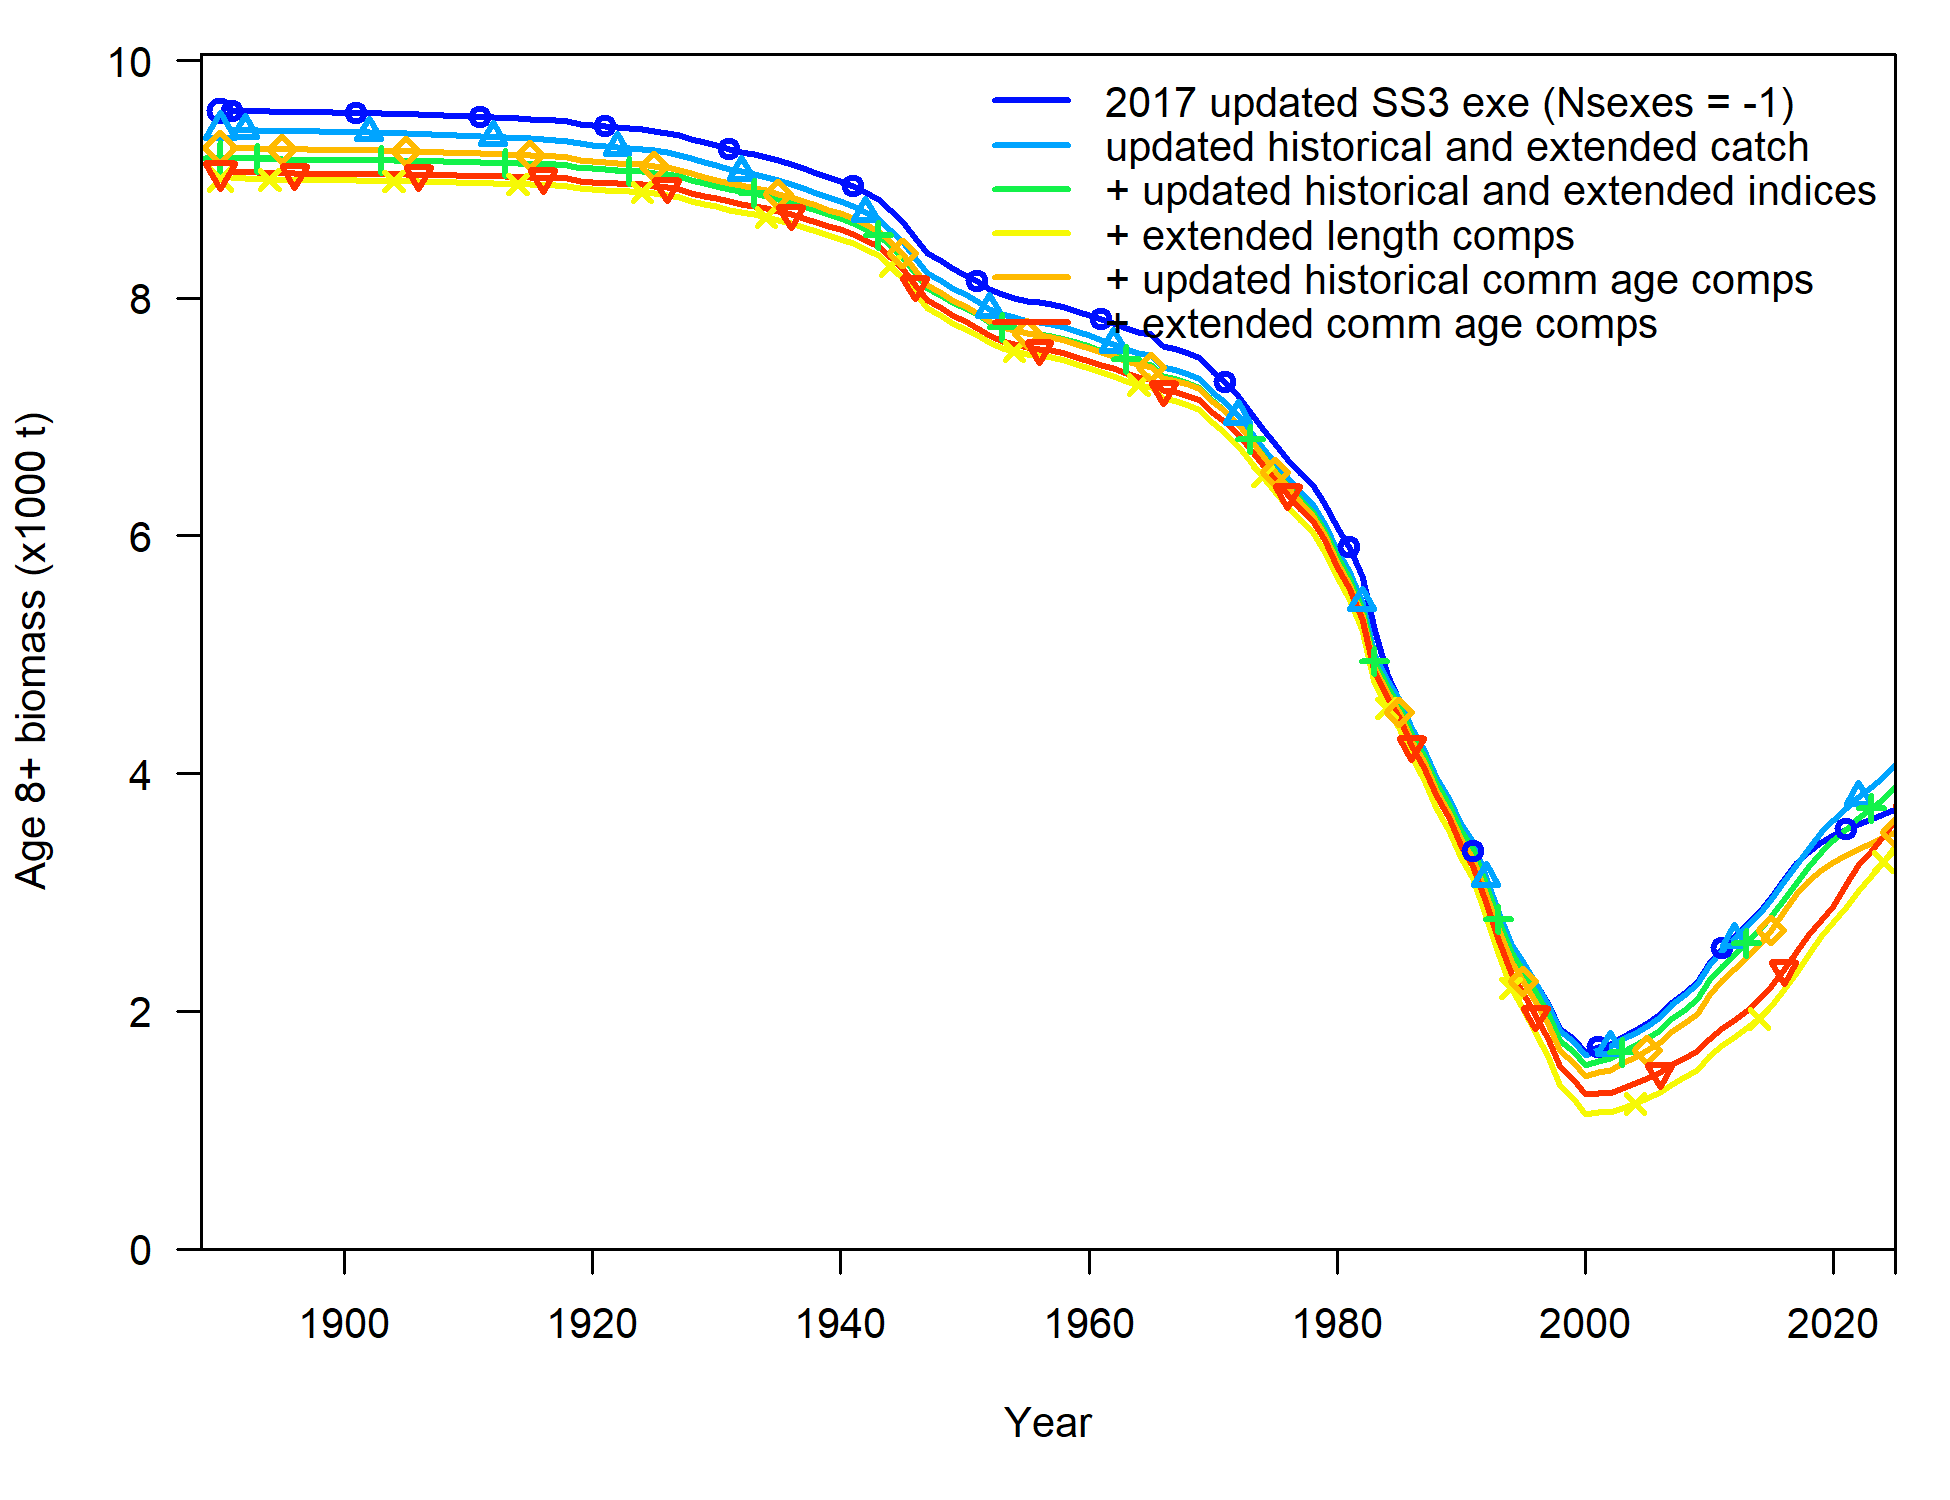 10
8
6
4
2
0
Age 8+ biomass (x1000 t)
2017 updated SS3 exe (Nsexes = -1)
updated historical and extended catch
+ updated historical and extended indices
+ extended length comps
+ updated historical comm age comps
+ extended comm age comps
1900 1920 1940 1960 1980 2000 2020
Year